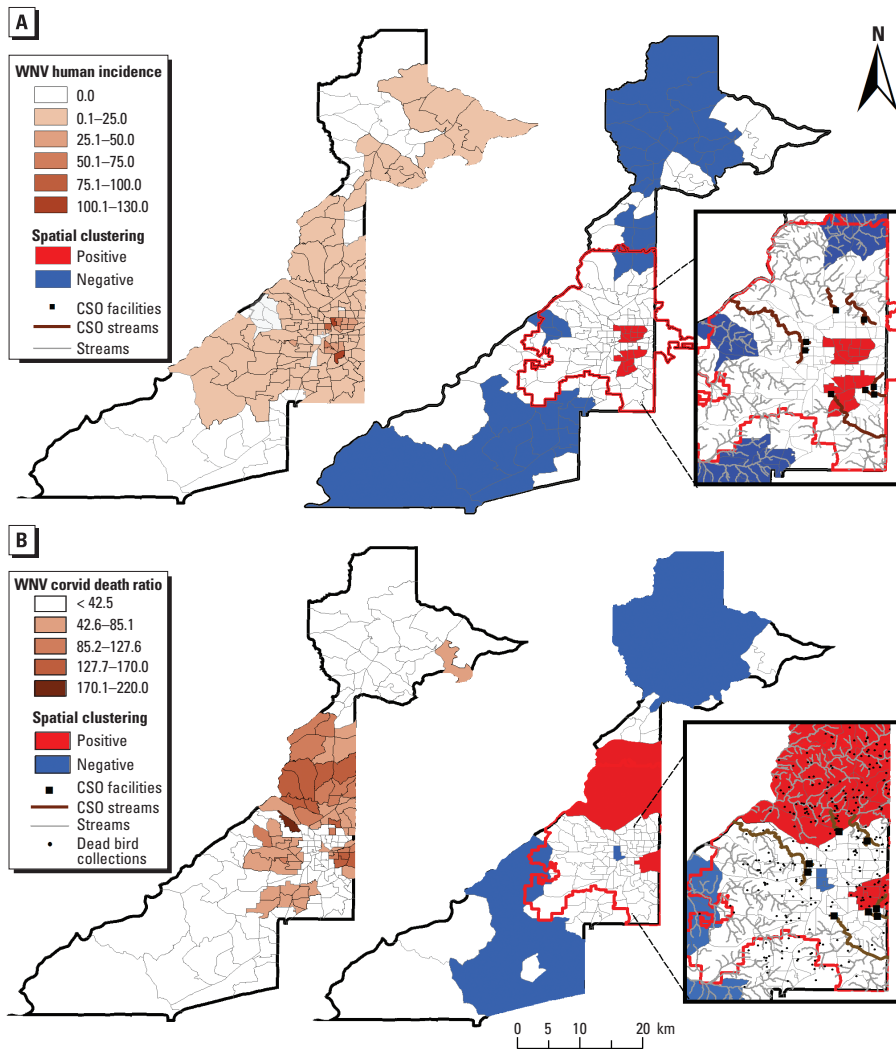 A
N
WNV human incidence
0.0
0.1–25.0
25.1–50.0
50.1–75.0
75.1–100.0
100.1–130.0
Spatial clustering
Positive
Negative
CSO facilities
CSO streams
Streams
B
WNV corvid death ratio
< 42.5
42.6–85.1
85.2–127.6
127.7–170.0
170.1–220.0
Spatial clustering
Positive
Negative
CSO facilities
CSO streams
Streams
Dead bird
collections
0 5 10 20 km